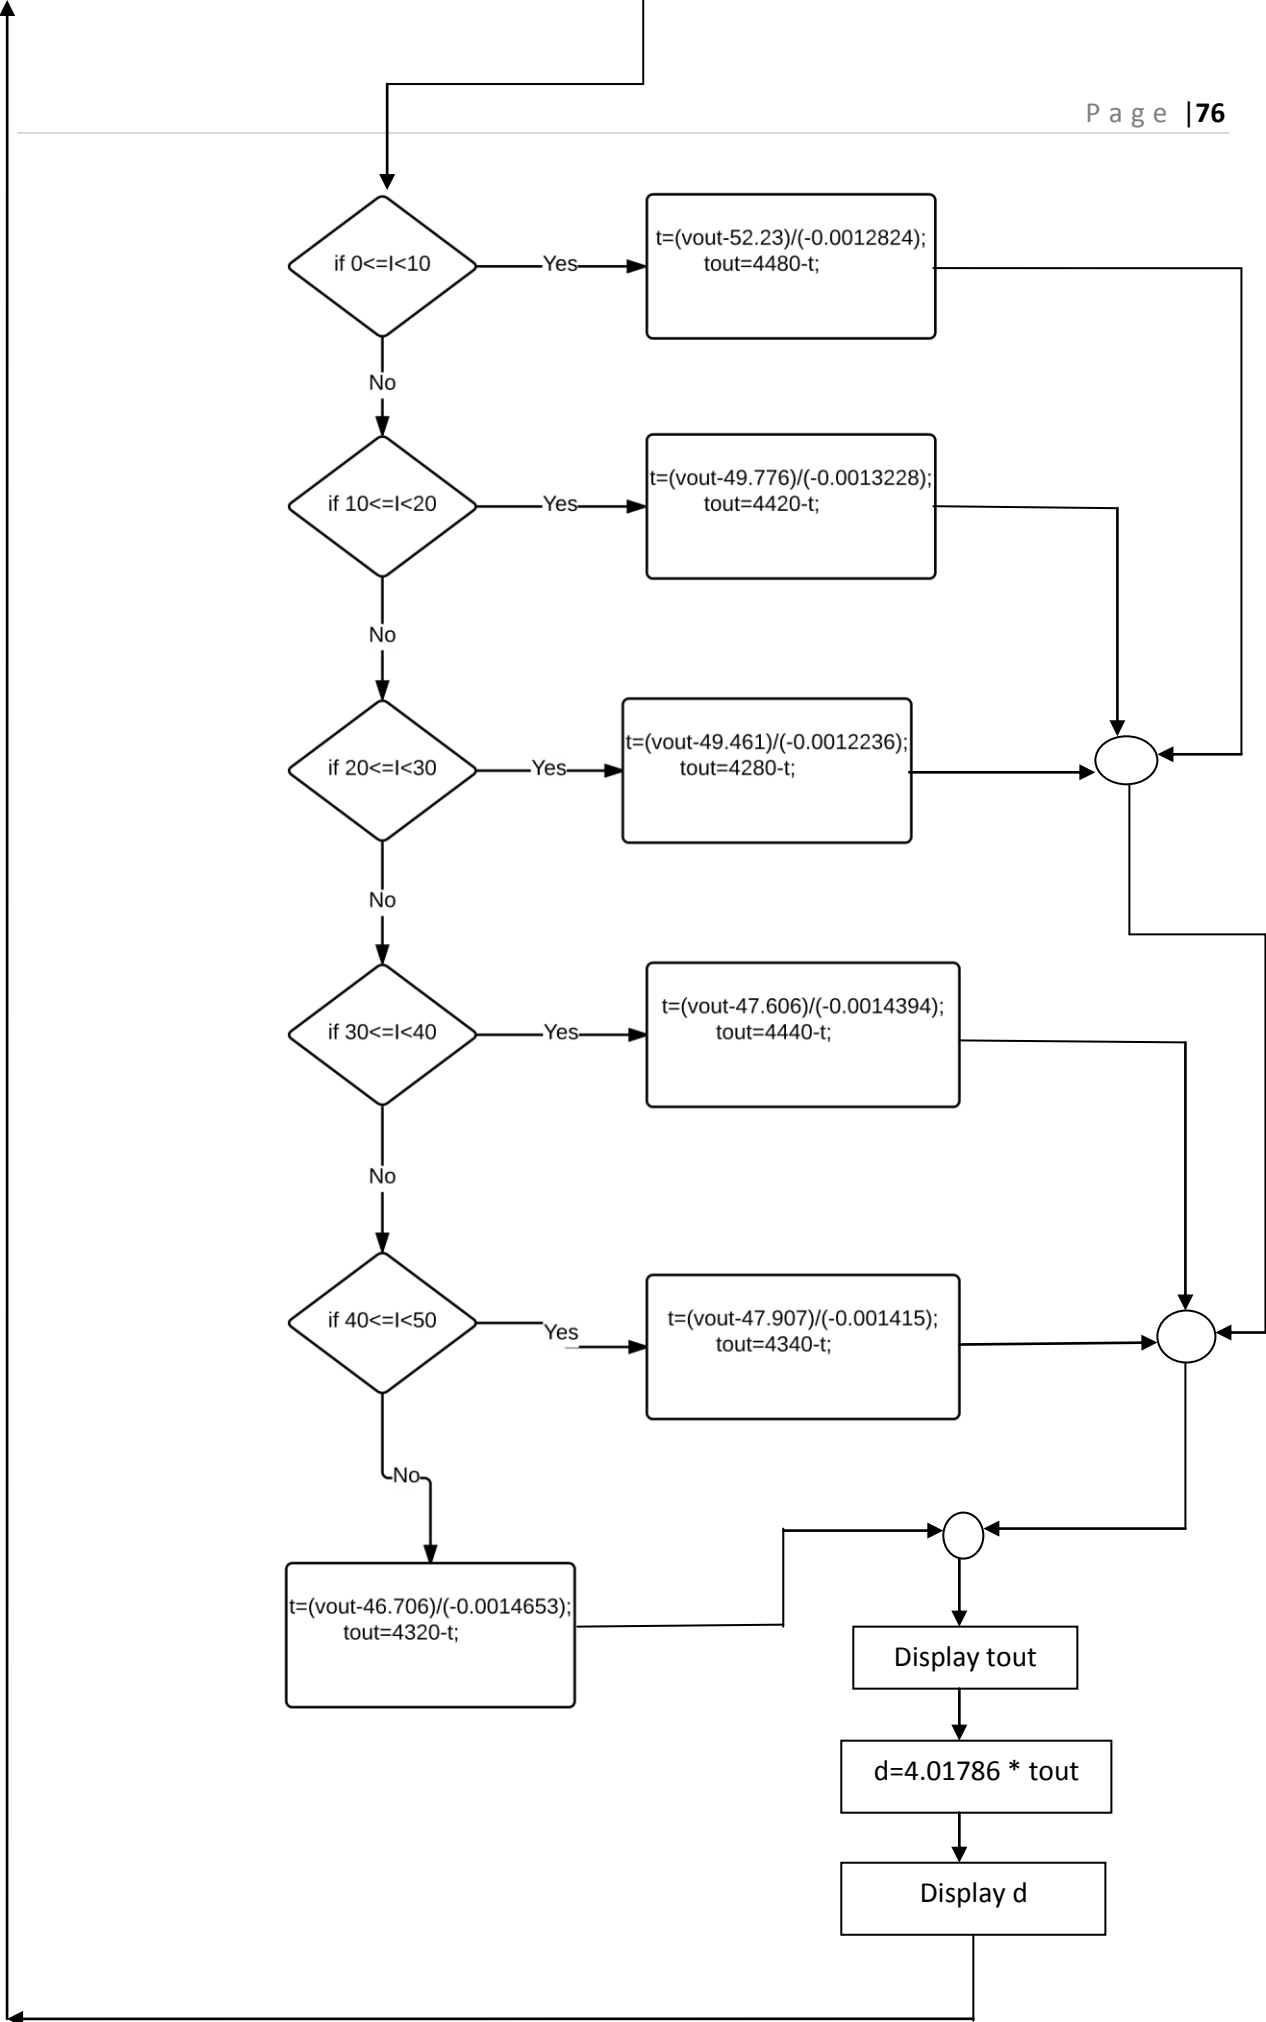 Page |76
if 0<=I<10
Yes
t=(vout-52.23)/(-0.0012824);
tout=4480-t;
No
if 10<=I<20
Yes
t=(vout-49.776)/(-0.0013228);
tout=4420-t;
No
if 20<=I<30
Yes
t=(vout-49.461)/(-0.0012236);
tout=4280-t;
No
if 30<=I<40
Yes
t=(vout-47.606)/(-0.0014394);
tout=4440-t;
No
if 40<=I<50
Yes
t=(vout-47.907)/(-0.001415);
tout=4340-t;
No
t=(vout-46.706)/(-0.0014653);
tout=4320-t;
Display tout
d=4.01786 * tout
Display d